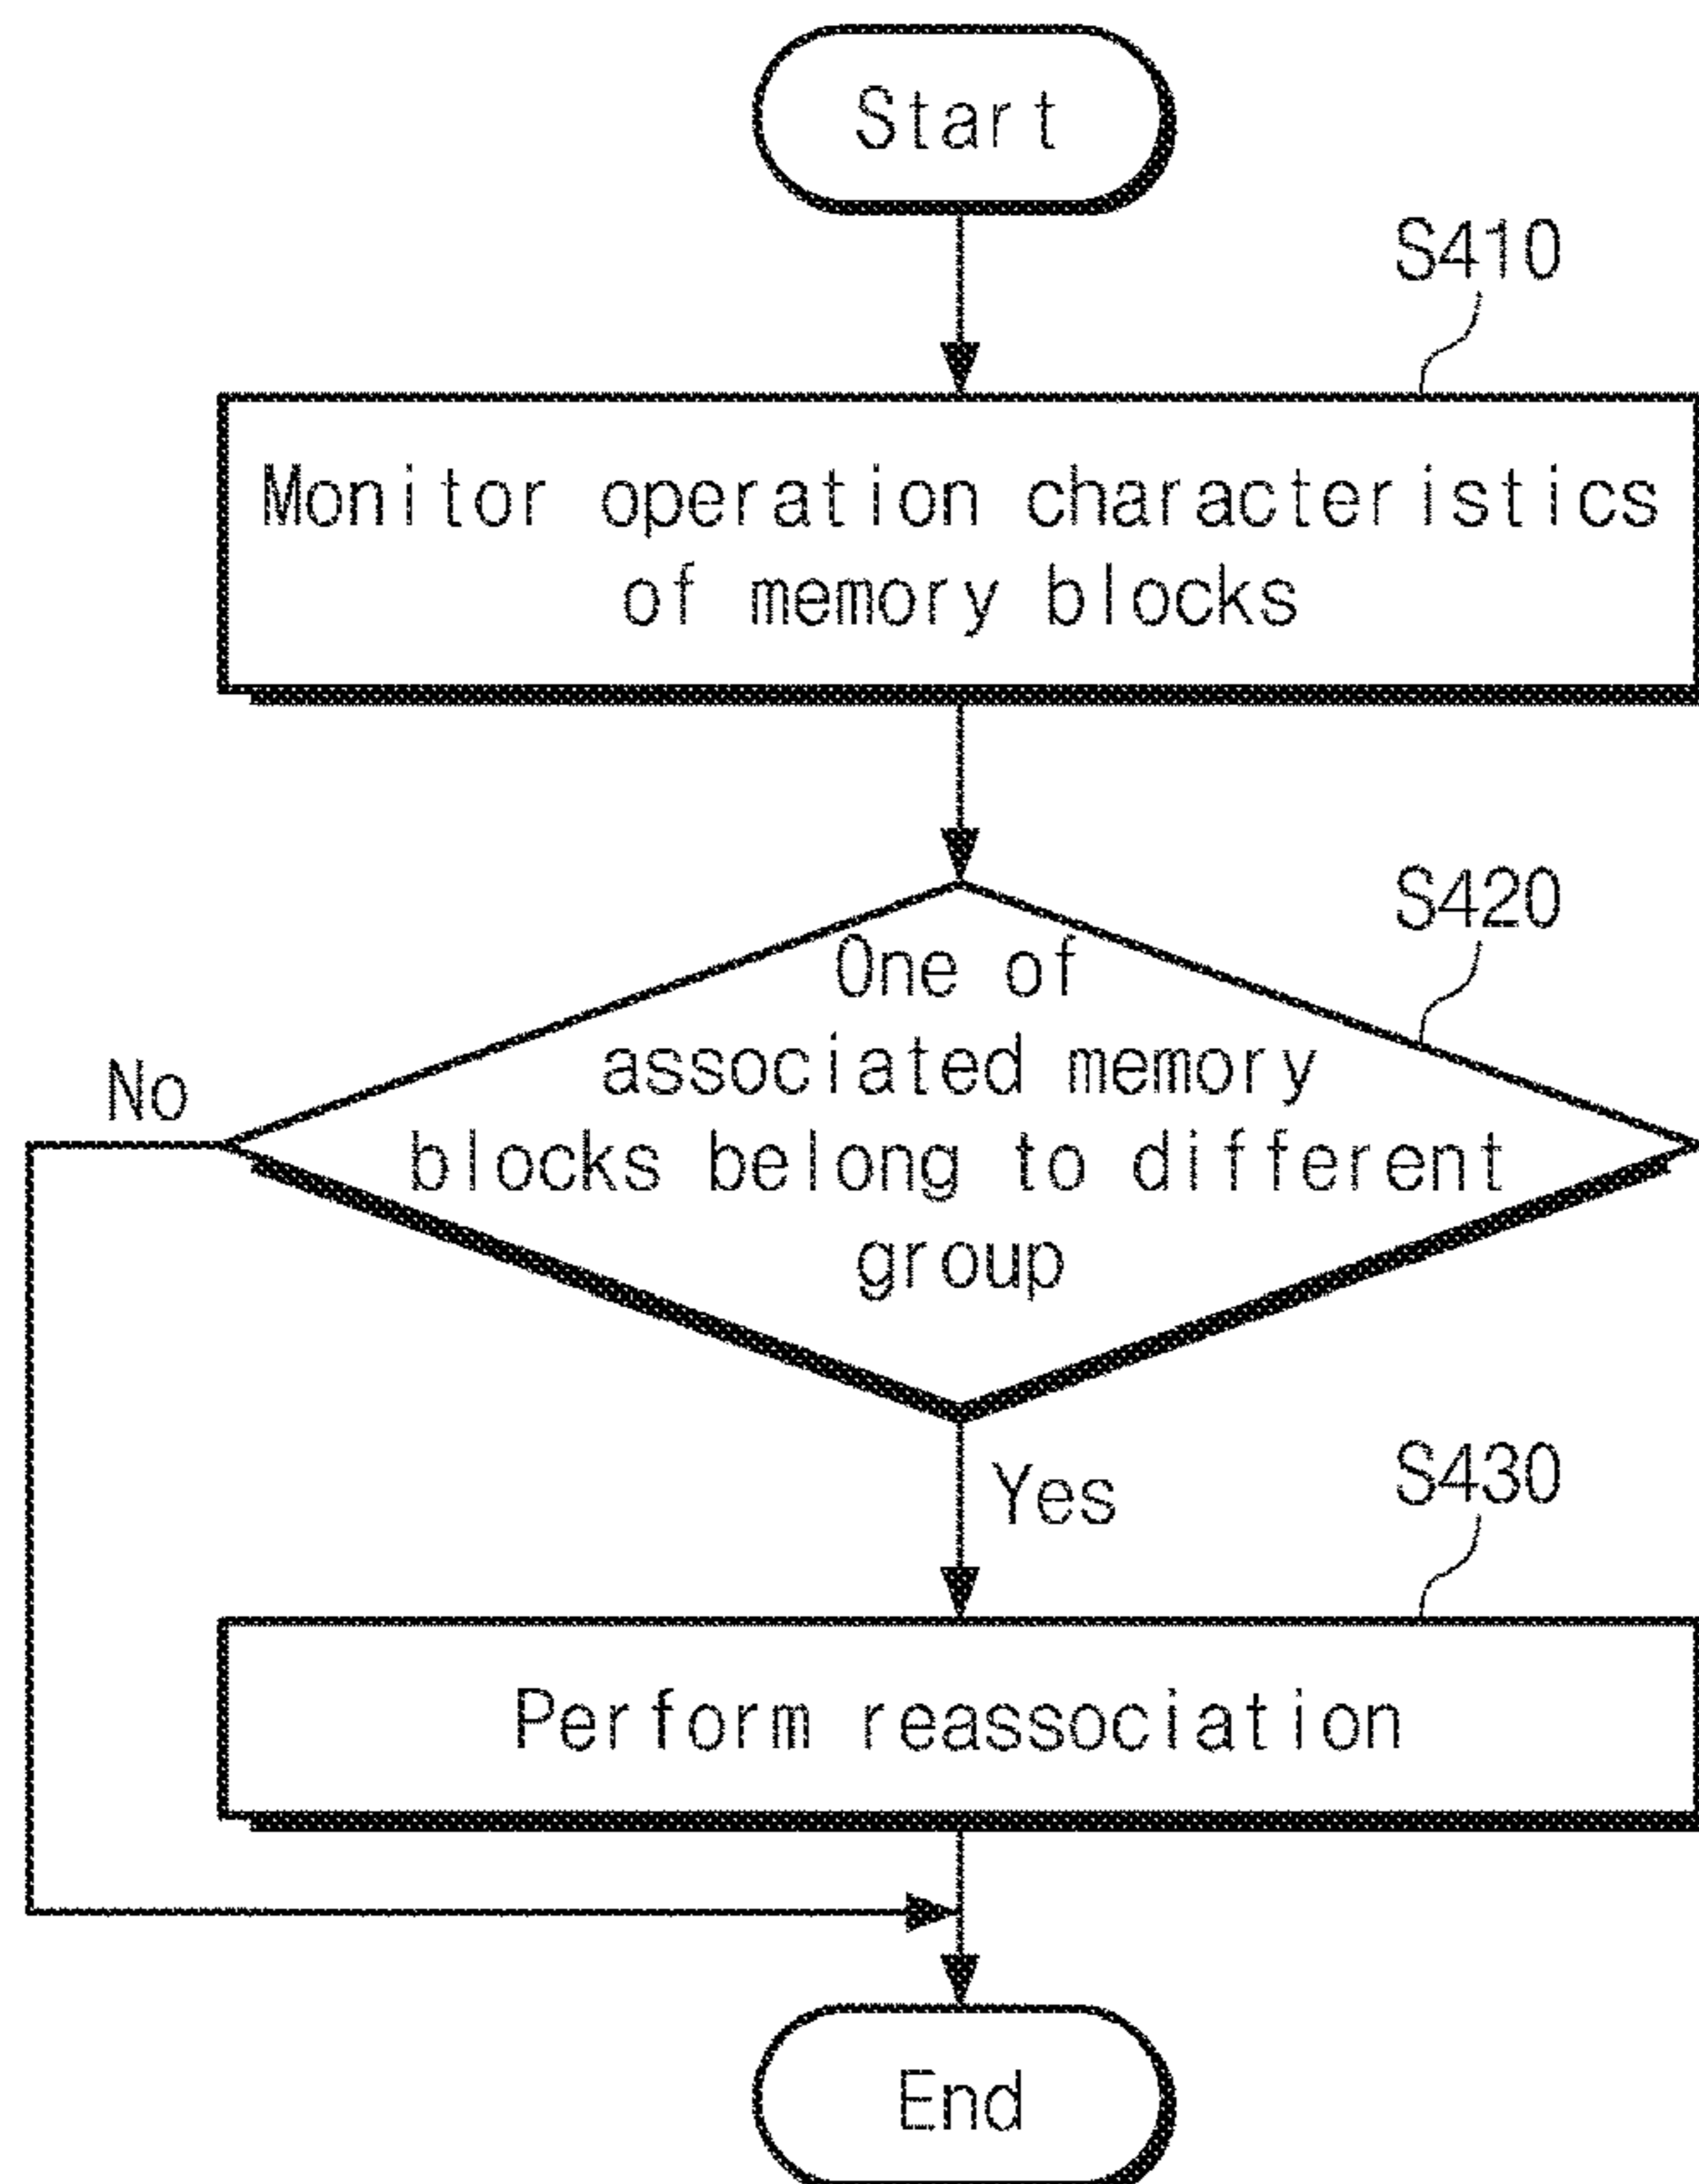 Start
S410
Monitor operation characteristics
of memory blocks
S420
One of
associated memory
blocks belong to different
group
No
Yes
S430
Perform reassociation
End